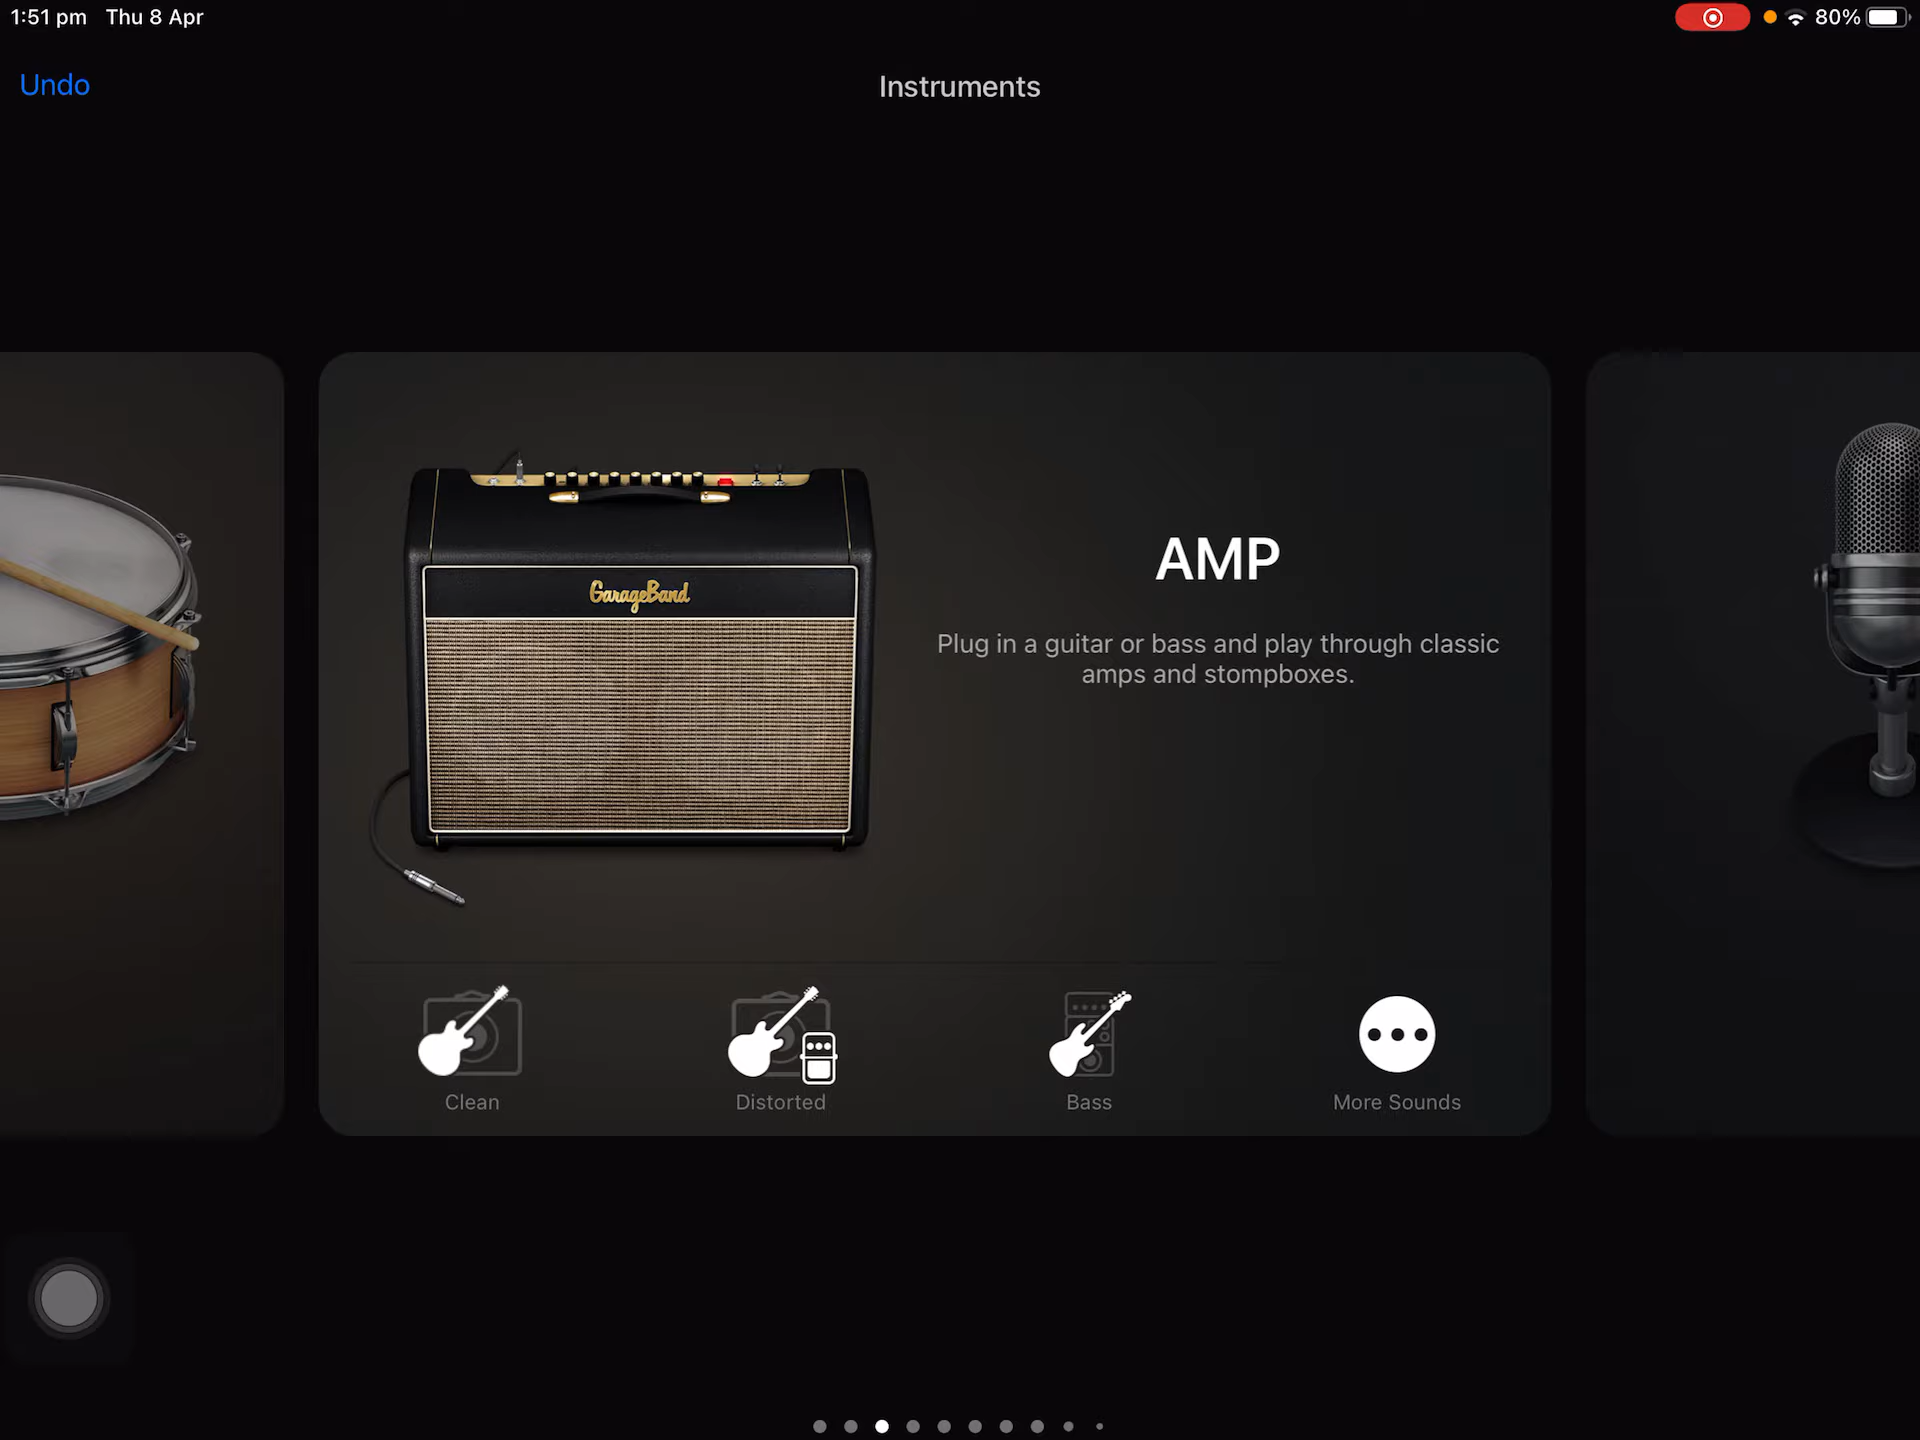 1:51 pm Thu 8 Apr 80%
Undo
Instruments
GarageBand
AMP
Plug in a guitar or bass and play through classic
amps and stompboxes.
Clean
Distorted
Bass
More Sounds